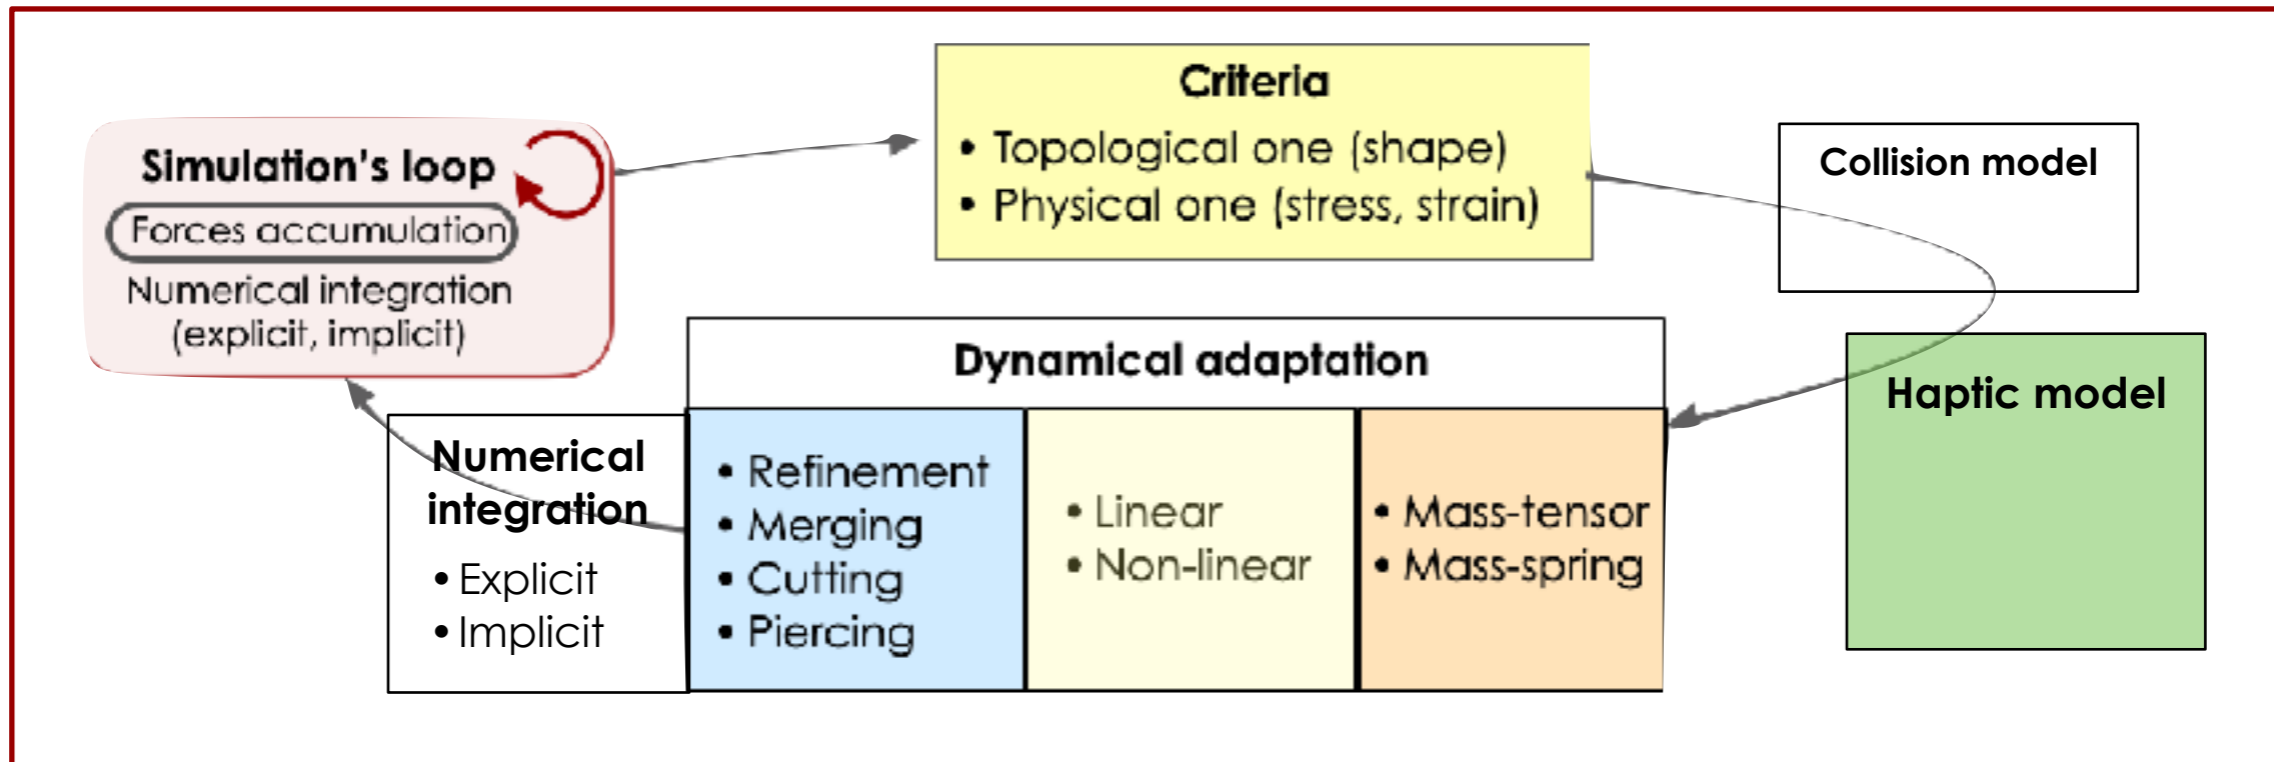 Simulation's loop
Forces accumulation
Numerical integration
(explicit, implicit)
Criteria
• Topological one (shape)
• Physical one (stress, strain)
Collision model
Haptic model
Dynamical adaptation
Numerical
integration
• Explicit
• Implicit
• Refinement
• Merging
• Cutting
• Piercing
• Linear
• Non-linear
• Mass-tensor
• Mass-spring